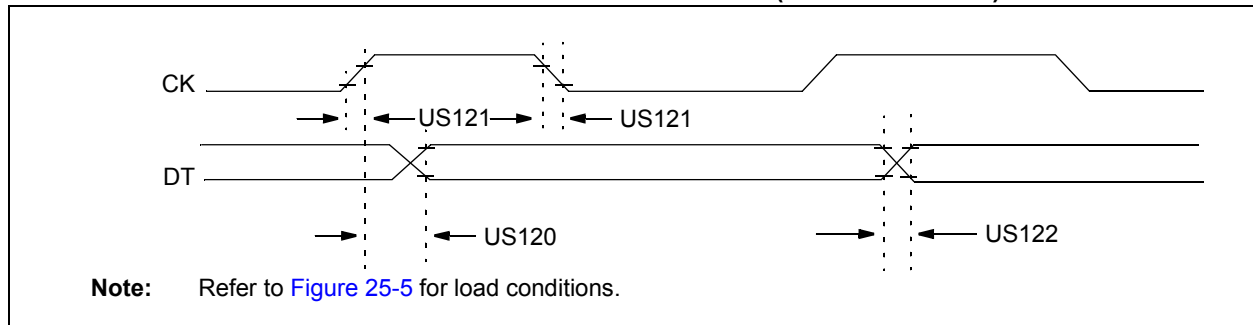 CK
US121
US121
DT
US120
US122
Note: Refer to Figure 25-5 for load conditions.